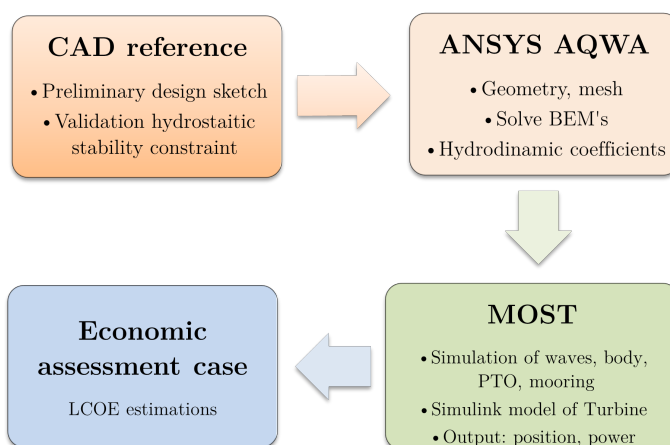 CAD reference
• Preliminary design sketch
• Validation hydrostaitic
stability constraint
ANSYS AQWA
• Geometry, mesh
• Solve BEM's
• Hydrodinamic coefficients
MOST
• Simulation of waves, body,
PTO, mooring
• Simulink model of Turbine
• Output: position, power
Economic
assessment case
LCOE estimations